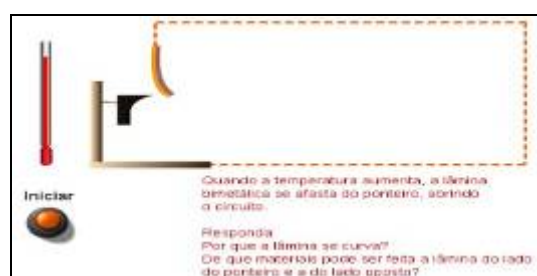 Iniciar
Quando a temperatura aumenta, a lâmina
bimetálica se afasta do ponteiro, abrindo
o circuito.
Responda
Por que a lâmina se curva?
De que materiais pode ser feita a lâmina do lado
do ponteiro e a do lado oposto?